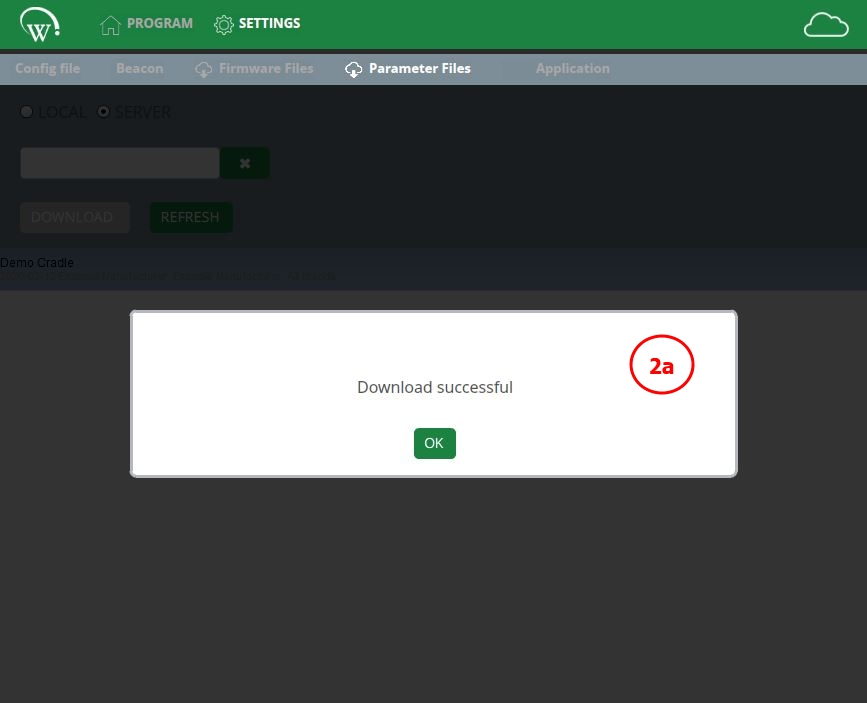 W
PROGRAM SETTINGS
Config file Beacon Firmware Files Parameter Files Application
LOCAL SERVER
DOWNLOAD REFRESH
Demo Cradle
2a
Download successful
OK